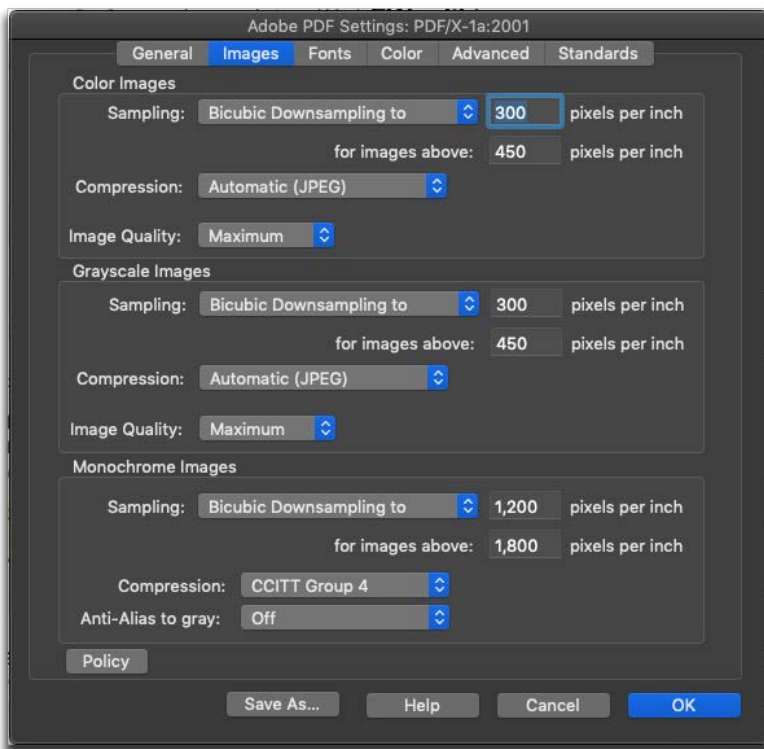 Adobe PDF Settings: PDF/X-1a:2001
General Images Fonts Color Advanced Standards
Color Images
Sampling: Bicubic Downsampling to 300 pixels per inch
for images above: 450 pixels per inch
Compression: Automatic (JPEG)
Image Quality: Maximum
Grayscale Images
Sampling: Bicubic Downsampling to 300 pixels per inch
for images above: 450 pixels per inch
Compression: Automatic (JPEG)
Image Quality: Maximum
Monochrome Images
Sampling: Bicubic Downsampling to 1,200 pixels per inch
for images above: 1,800 pixels per inch
Compression: CCITT Group 4
Anti-Alias to gray: Off
Policy
Save As... Help Cancel OK